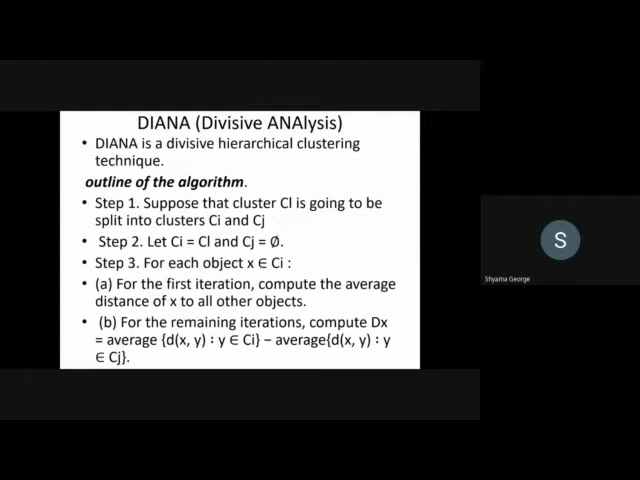 DIANA (Divisive ANAlysis)
• DIANA is a divisive hierarchical clustering
technique.
outline of the algorithm.
• Step 1. Suppose that cluster Cl is going to be
split into clusters Ci and Cj
• Step 2. Let Ci = Cl and Cj = Ø.
• Step 3. For each object x ∈ Ci :
• (a) For the first iteration, compute the average
distance of x to all other objects.
• (b) For the remaining iterations, compute Dx
= average {d(x, y) : y ∈ Ci} − average{d(x, y) : y
∈ Cj}.
S
Shyama George